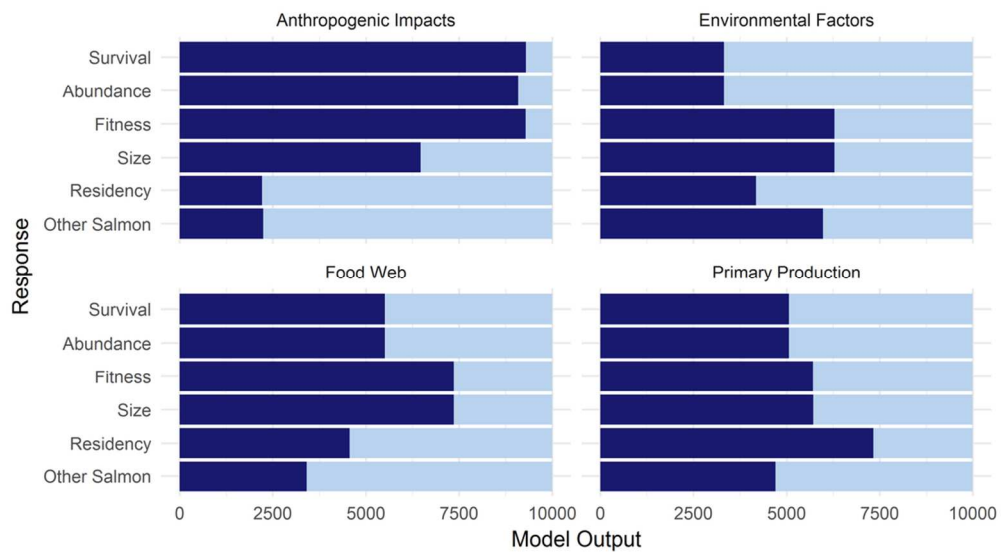 Anthropogenic Impacts
Environmental Factors
Survival
Abundance
Fitness
Size
Residency
Other Salmon
Response
Food Web
Primary Production
Survival
Abundance
Fitness
Size
Residency
Other Salmon
0 2500 5000 7500 10000
0 2500 5000 7500 10000
Model Output